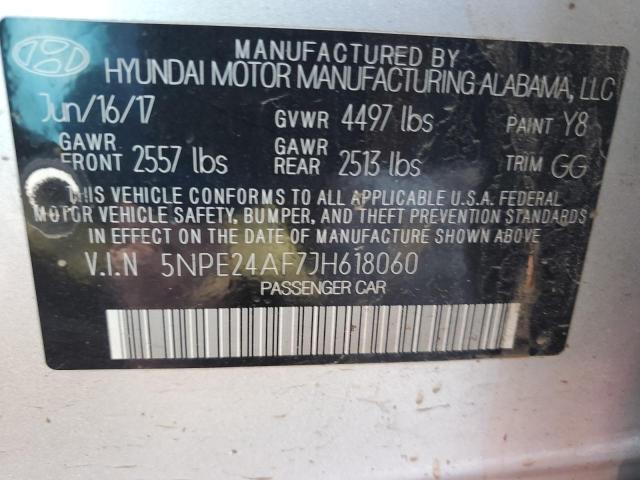 MANUFACTURED BY
HYUNDAI MOTOR MANUFACTURING ALABAMA, LLC
Jun/16/17 GVWR 4497 lbs PAINT Y8
GAWR FRONT 2557 lbs GAWR REAR 2513 lbs TRIM GG
THIS VEHICLE CONFORMS TO ALL APPLICABLE U.S.A. FEDERAL
MOTOR VEHICLE SAFETY, BUMPER, AND THEFT PREVENTION STANDARDS
IN EFFECT ON THE DATE OF MANUFACTURE SHOWN ABOVE.
V.I.N 5NPE24AF7JH618060
PASSENGER CAR